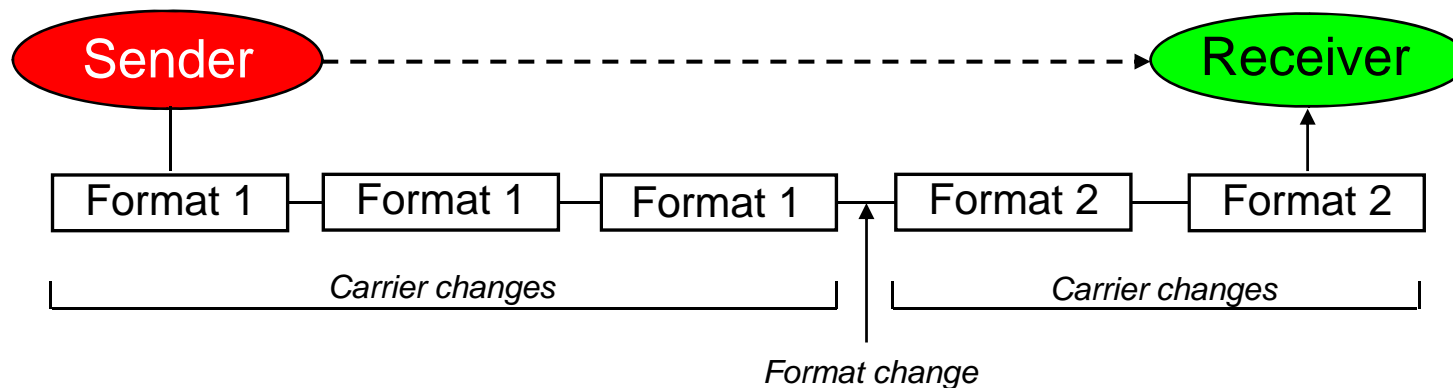 Sender
Receiver
Format 1
Format 1
Format 1
Format 2
Format 2
Carrier changes
Carrier changes
Format change